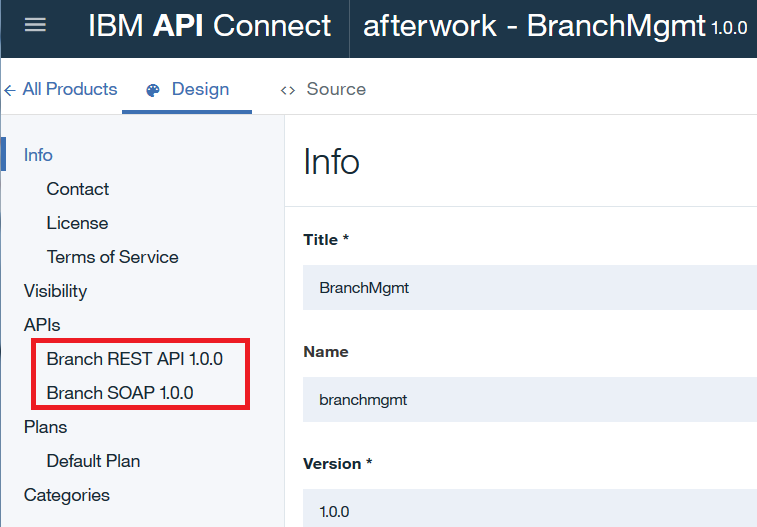 IBM API Connect
afterwork - BranchMgmt 1.0.0
All Products
Design
Source
Info
Contact
License
Terms of Service
Visibility
APIs
Branch REST API 1.0.0
Branch SOAP 1.0.0
Plans
Default Plan
Categories
Info
Title *
BranchMgmt
Name
branchmgmt
Version *
1.0.0